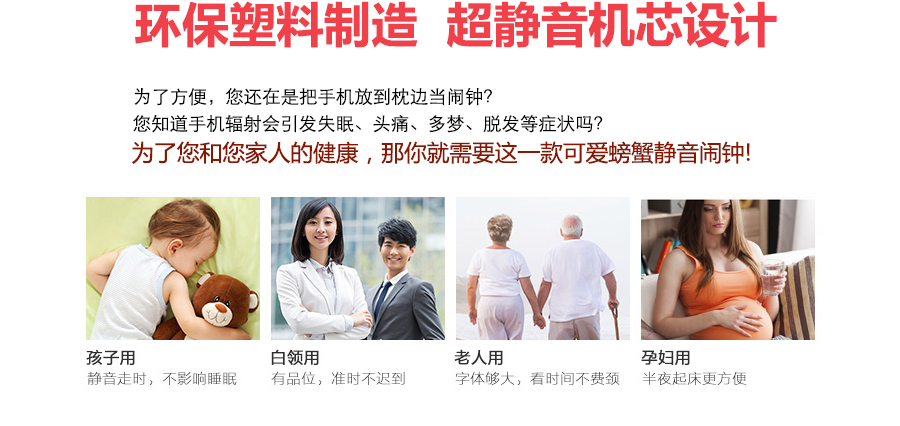 环保塑料制造 超静音机芯设计
为了方便，您还在是把手机放到枕边当闹钟？
您知道手机辐射会引发失眠、头痛、多梦、脱发等症状吗？
为了您和您家人的健康，那你就需要这一款可爱螃蟹静音闹钟!
孩子用
静音走时，不影响睡眠
白领用
有品位，准时不迟到
老人用
字体够大，看时间不费颈
孕妇用
半夜起床更方便